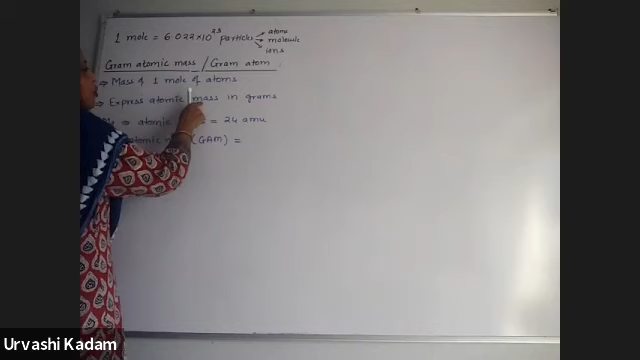 1 mole = 6.022×10²³ particles → atoms
→ molecule
→ ions
Gram atomic mass / Gram atom :
⇒ Mass of 1 mole of atoms
⇒ Express atomic mass in grams
⇒ atomic = 24 amu
atomic (GAM) =
Urvashi Kadam